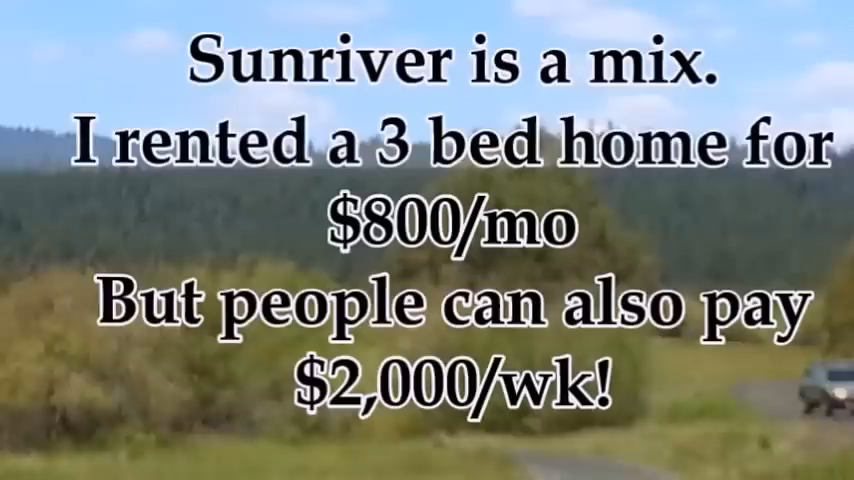 Sunriver is a mix.
I rented a 3 bed home for
$800/mo
But people can also pay
$2,000/wk!